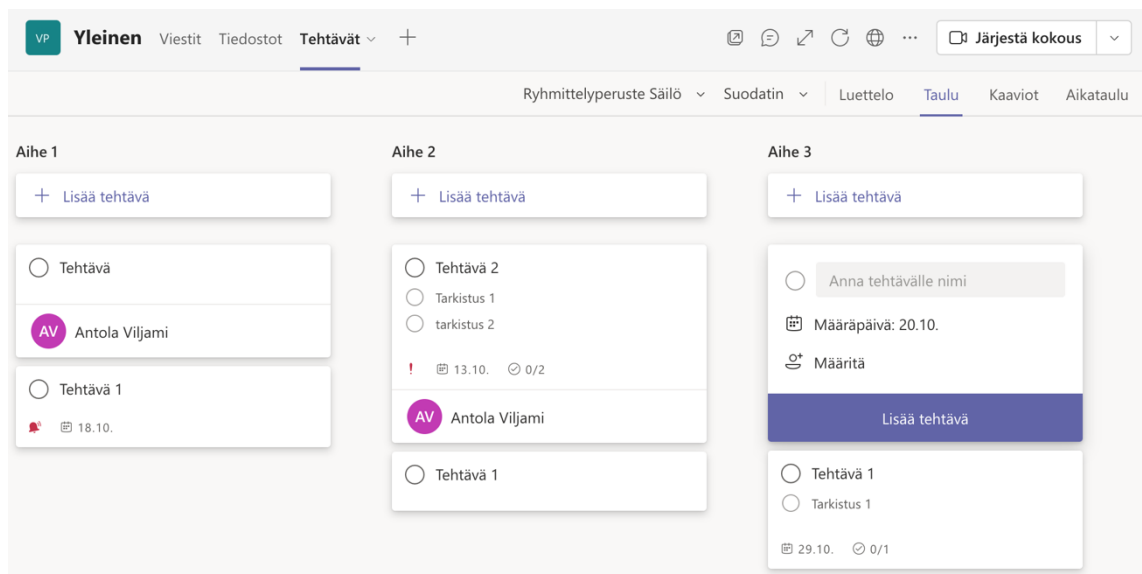 VP Yleinen Viestit Tiedostot Tehtävät Järjestä kokous
Ryhmittelyperuste Säilö Suodatin Luettelo Taulu Kaaviot Aikataulu
Aihe 1
Lisää tehtävä
Tehtävä
AV Antola Viljami
Tehtävä 1
18.10.
Aihe 2
Lisää tehtävä
Tehtävä 2
Tarkistus 1
tarkistus 2
! 13.10. 0/2
AV Antola Viljami
Tehtävä 1
Aihe 3
Lisää tehtävä
Anna tehtävälle nimi
Määräpäivä: 20.10.
Määritä
Lisää tehtävä
Tehtävä 1
Tarkistus 1
29.10. 0/1